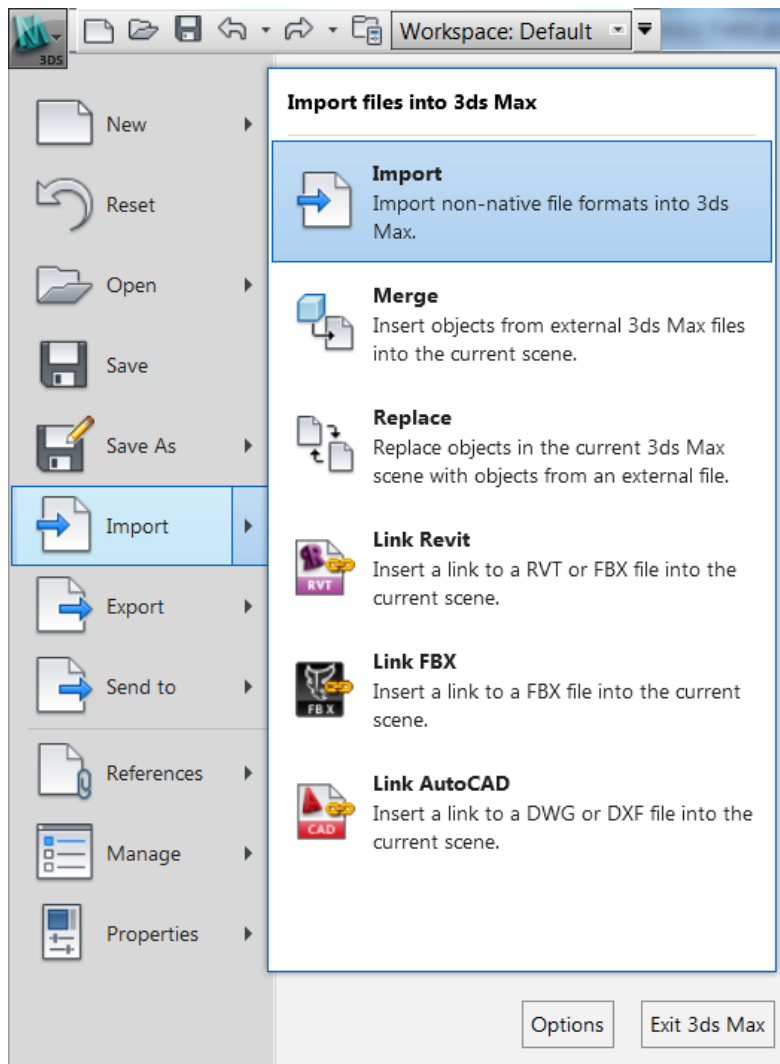 Workspace: Default
3DS
New
Reset
Open
Save
Save As
Import
Export
Send to
References
Manage
Properties
Import files into 3ds Max
Import
Import non-native file formats into 3ds
Max.
Merge
Insert objects from external 3ds Max files
into the current scene.
Replace
Replace objects in the current 3ds Max
scene with objects from an external file.
Link Revit
Insert a link to a RVT or FBX file into the
current scene.
RVT
Link FBX
Insert a link to a FBX file into the current
scene.
FBX
Link AutoCAD
Insert a link to a DWG or DXF file into the
current scene.
CAD
Options
Exit 3ds Max